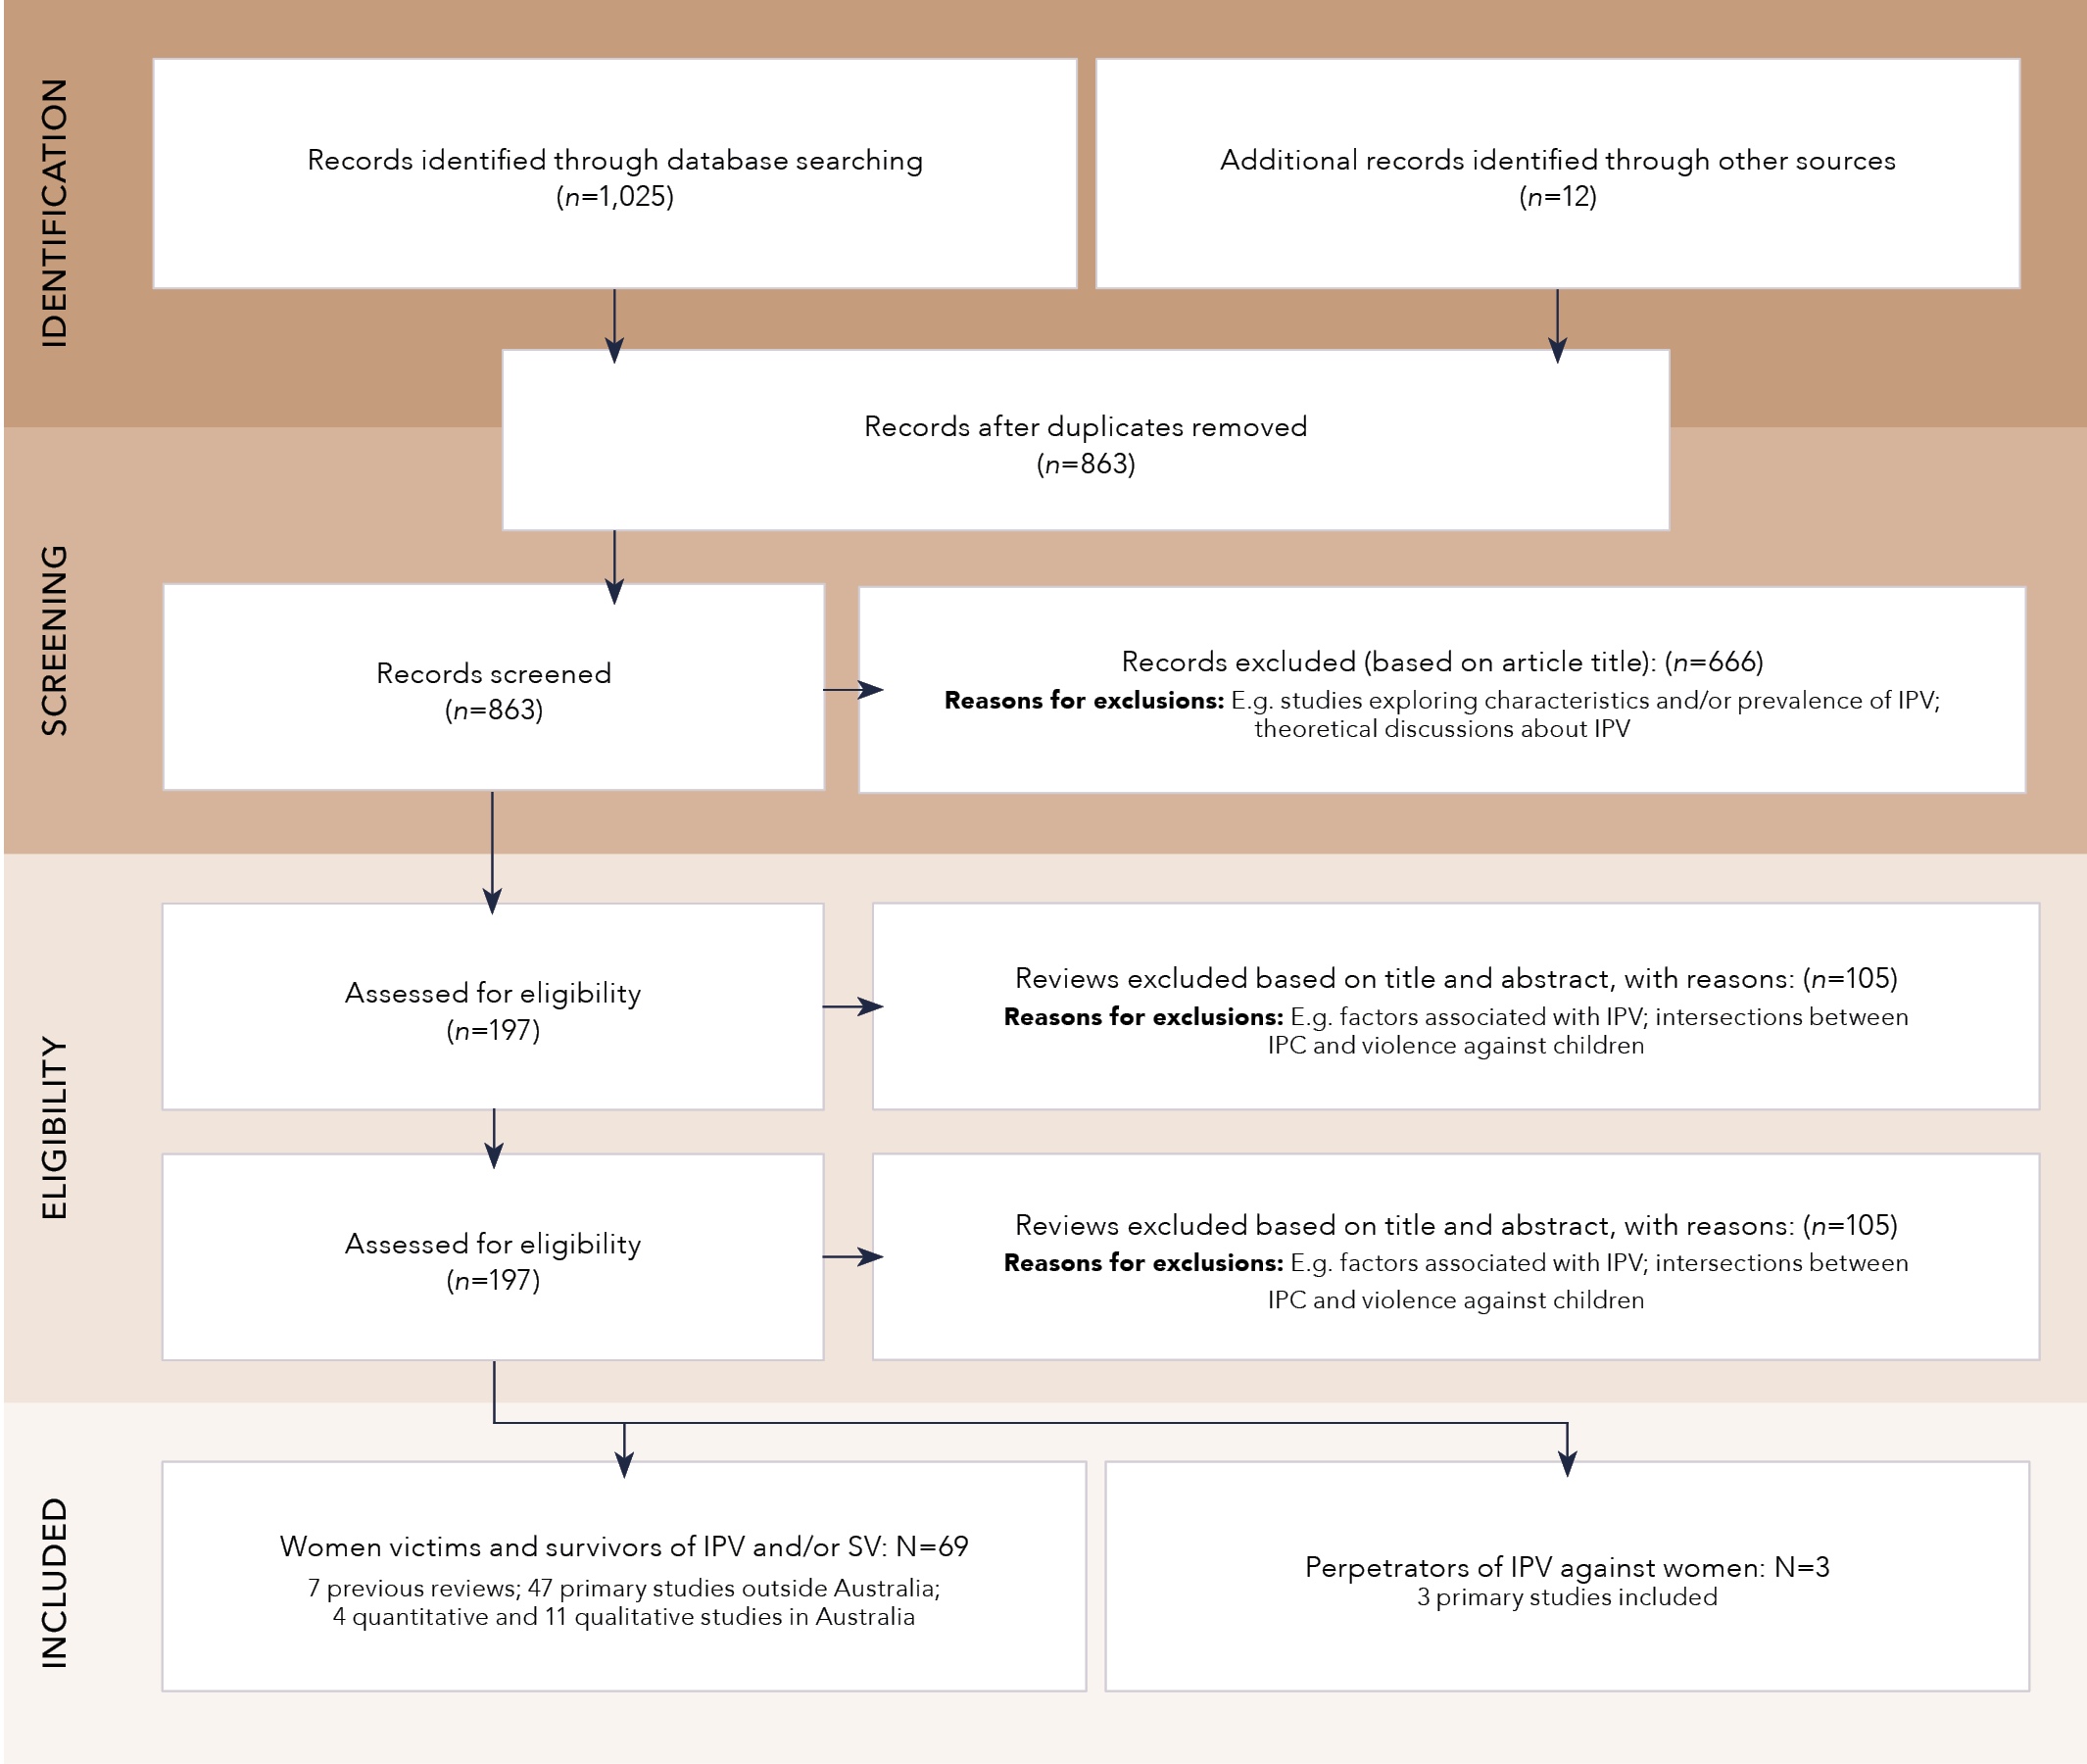 IDENTIFICATION
Records identified through database searching
(n=1,025)
Additional records identified through other sources
(n=12)
Records after duplicates removed
(n=863)
SCREENING
Records screened
(n=863)
Records excluded (based on article title): (n=666)
Reasons for exclusions: E.g. studies exploring characteristics and/or prevalence of IPV;
theoretical discussions about IPV
ELIGIBILITY
Assessed for eligibility
(n=197)
Reviews excluded based on title and abstract, with reasons: (n=105)
Reasons for exclusions: E.g. factors associated with IPV; intersections between
IPC and violence against children
Assessed for eligibility
(n=197)
Reviews excluded based on title and abstract, with reasons: (n=105)
Reasons for exclusions: E.g. factors associated with IPV; intersections between
IPC and violence against children
INCLUDED
Women victims and survivors of IPV and/or SV: N=69
7 previous reviews; 47 primary studies outside Australia;
4 quantitative and 11 qualitative studies in Australia
Perpetrators of IPV against women: N=3
3 primary studies included